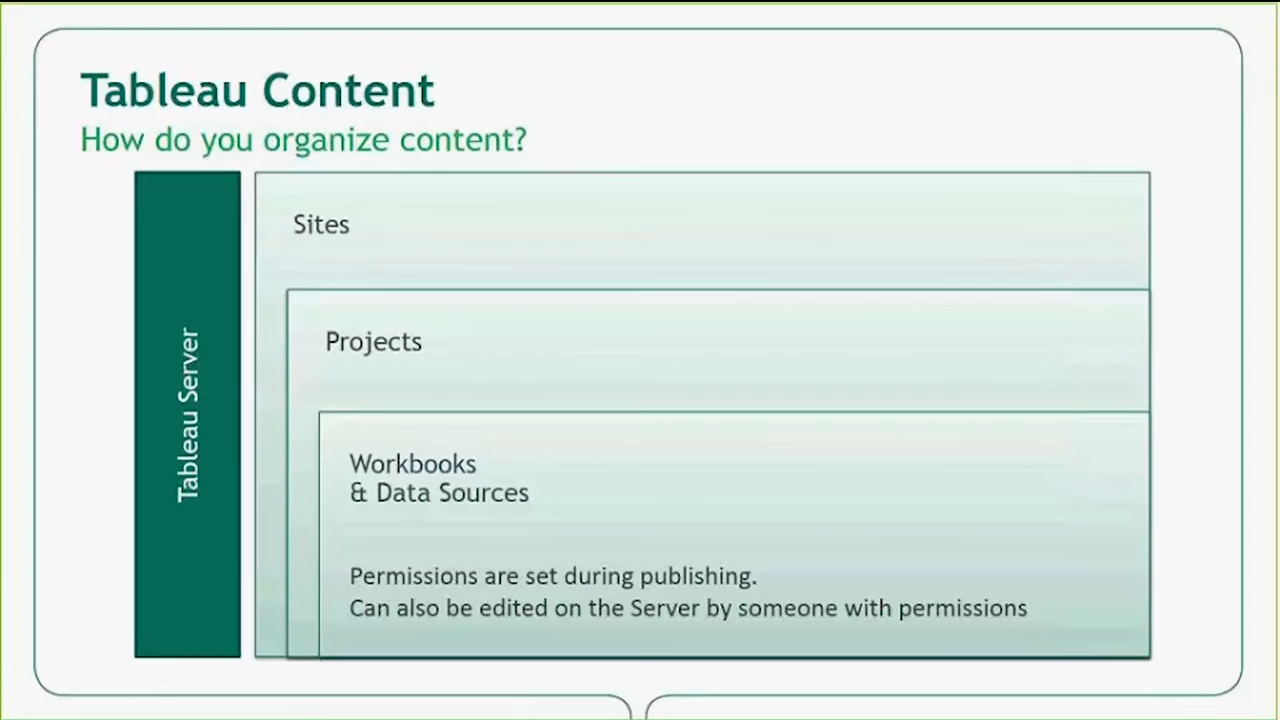 Tableau Content
How do you organize content?
Tableau Server
Sites
Projects
Workbooks
& Data Sources
Permissions are set during publishing.
Can also be edited on the Server by someone with permissions